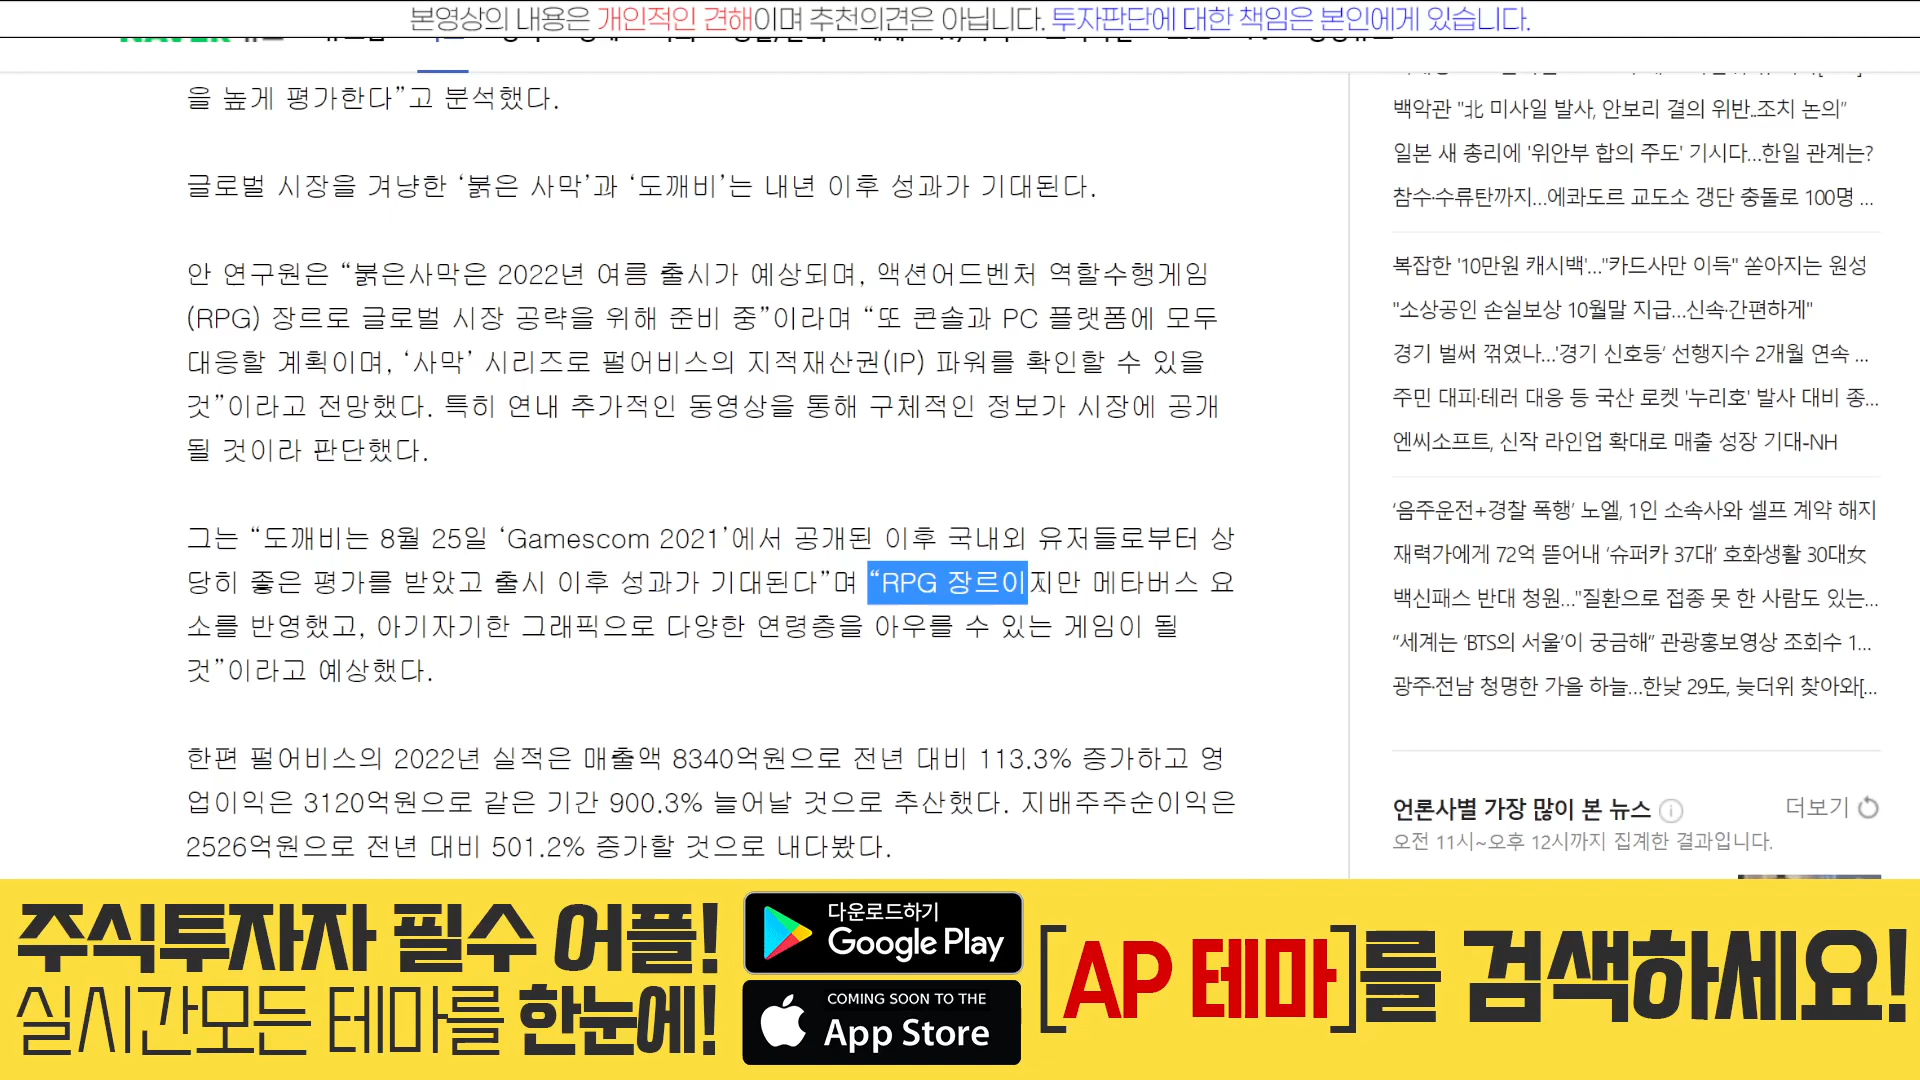 본영상의 내용은 개인적인 견해이며 추천의견은 아닙니다. 투자판단에 대한 책임은 본인에게 있습니다.
을 높게 평가한다”고 분석했다.
글로벌 시장을 겨냥한 ‘붉은 사막’과 ‘도깨비’는 내년 이후 성과가 기대된다.
안 연구원은 “붉은사막은 2022년 여름 출시가 예상되며, 액션어드벤처 역할수행게임
(RPG) 장르로 글로벌 시장 공략을 위해 준비 중”이라며 “또 콘솔과 PC 플랫폼에 모두
대응할 계획이며, ‘사막’ 시리즈로 펄어비스의 지적재산권(IP) 파워를 확인할 수 있을
것”이라고 전망했다. 특히 연내 추가적인 동영상을 통해 구체적인 정보가 시장에 공개
될 것이라 판단했다.
그는 “도깨비는 8월 25일 ‘Gamescom 2021’에서 공개된 이후 국내외 유저들로부터 상
당히 좋은 평가를 받았고 출시 이후 성과가 기대된다”며 “RPG 장르이지만 메타버스 요
소를 반영했고, 아기자기한 그래픽으로 다양한 연령층을 아우를 수 있는 게임이 될
것”이라고 예상했다.
한편 펄어비스의 2022년 실적은 매출액 8340억원으로 전년 대비 113.3% 증가하고 영
업이익은 3120억원으로 같은 기간 900.3% 늘어날 것으로 추산했다. 지배주주순이익은
2526억원으로 전년 대비 501.2% 증가할 것으로 내다봤다.
백악관 "北 미사일 발사, 안보리 결의 위반..조치 논의"
일본 새 총리에 '위안부 합의 주도' 기시다…한일 관계는?
참수·수류탄까지…에콰도르 교도소 갱단 충돌로 100명 ...
복잡한 '10만원 캐시백'…"카드사만 이득" 쏟아지는 원성
"소상공인 손실보상 10월말 지급…신속·간편하게"
경기 벌써 꺾였나…'경기 신호등’ 선행지수 2개월 연속 ...
주민 대피·테러 대응 등 국산 로켓 '누리호' 발사 대비 종...
엔씨소프트, 신작 라인업 확대로 매출 성장 기대-NH
‘음주운전+경찰 폭행’ 노엘, 1인 소속사와 셀프 계약 해지
재력가에게 72억 뜯어내 ‘슈퍼카 37대’ 호화생활 30대女
백신패스 반대 청원…"질환으로 접종 못 한 사람도 있는...
“세계는 ‘BTS의 서울’이 궁금해” 관광홍보영상 조회수 1...
광주·전남 청명한 가을 하늘…한낮 29도, 늦더위 찾아와[...
언론사별 가장 많이 본 뉴스 더보기
오전 11시~오후 12시까지 집계한 결과입니다.
주식투자자 필수 어플!
실시간모든 테마를 한눈에!
다운로드하기
Google Play
COMING SOON TO THE
App Store
[AP 테마]를 검색하세요!